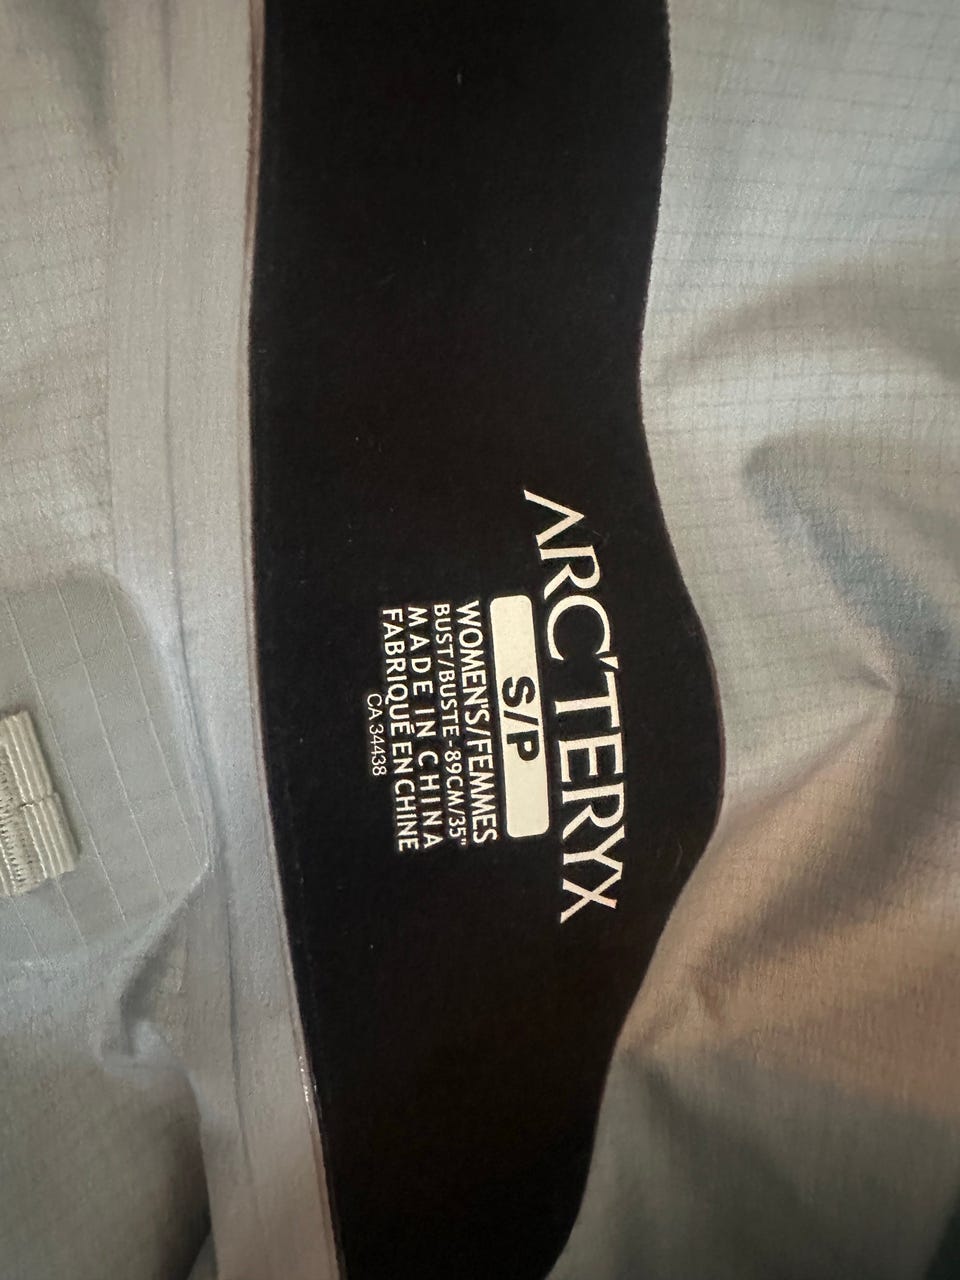 ARC'TERYX
S/P
WOMEN'S/FEMMES
BUST/BUSTE-89CM/35"
MADE IN CHINA
FABRIQUÉ EN CHINE
CA 34438